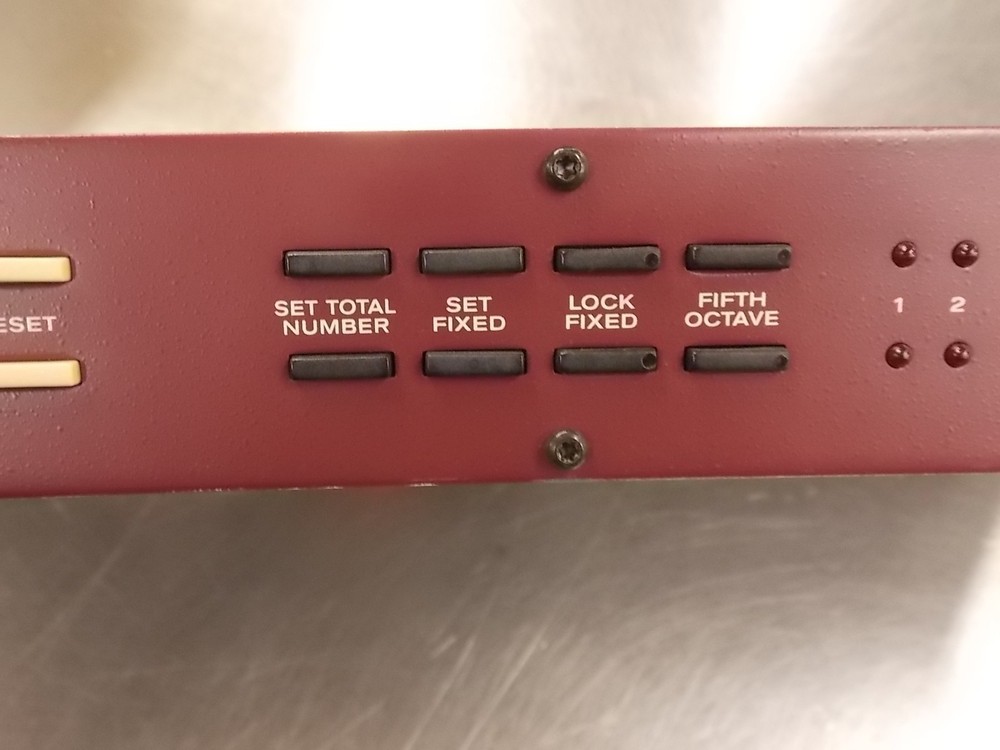 ESET
SET TOTAL
NUMBER
SET
FIXED
LOCK
FIXED
FIFTH
OCTAVE
1 2